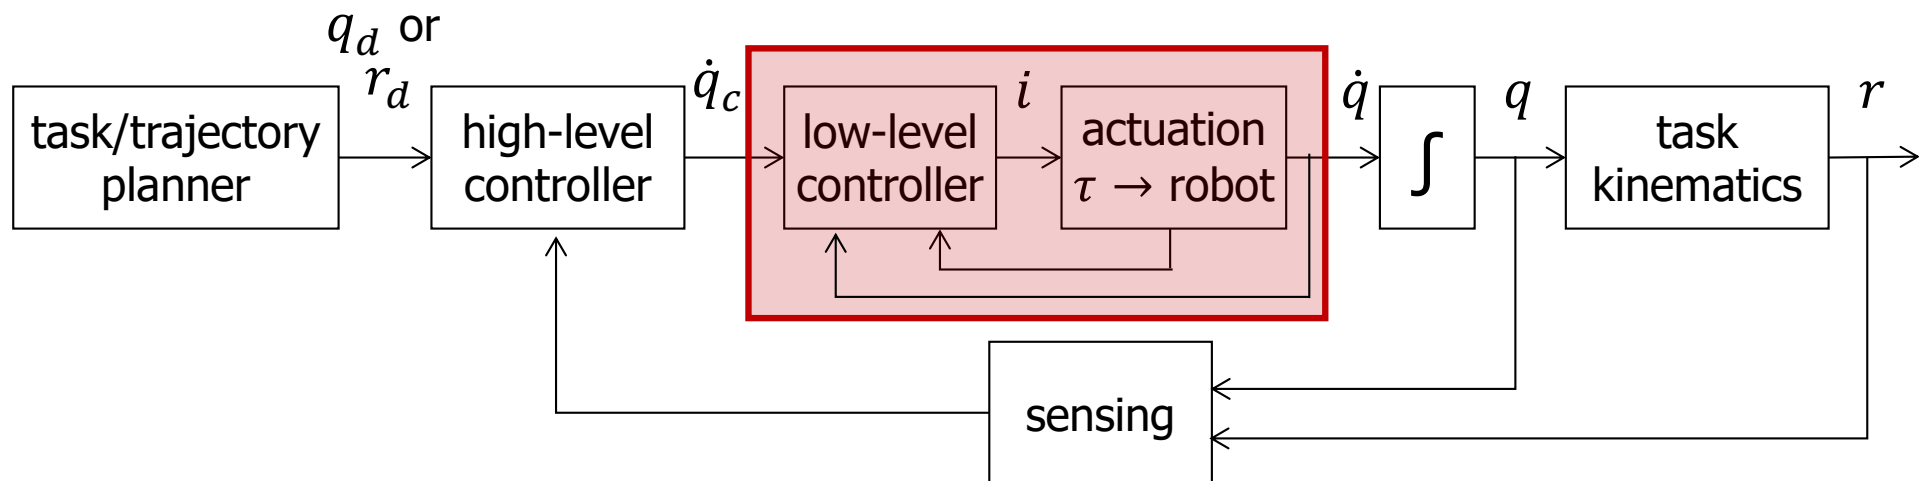 q_d or
r_d
task/trajectory
planner
high-level
controller
q̇_c
low-level
controller
i
actuation
τ → robot
q̇
∫
q
task
kinematics
r
sensing